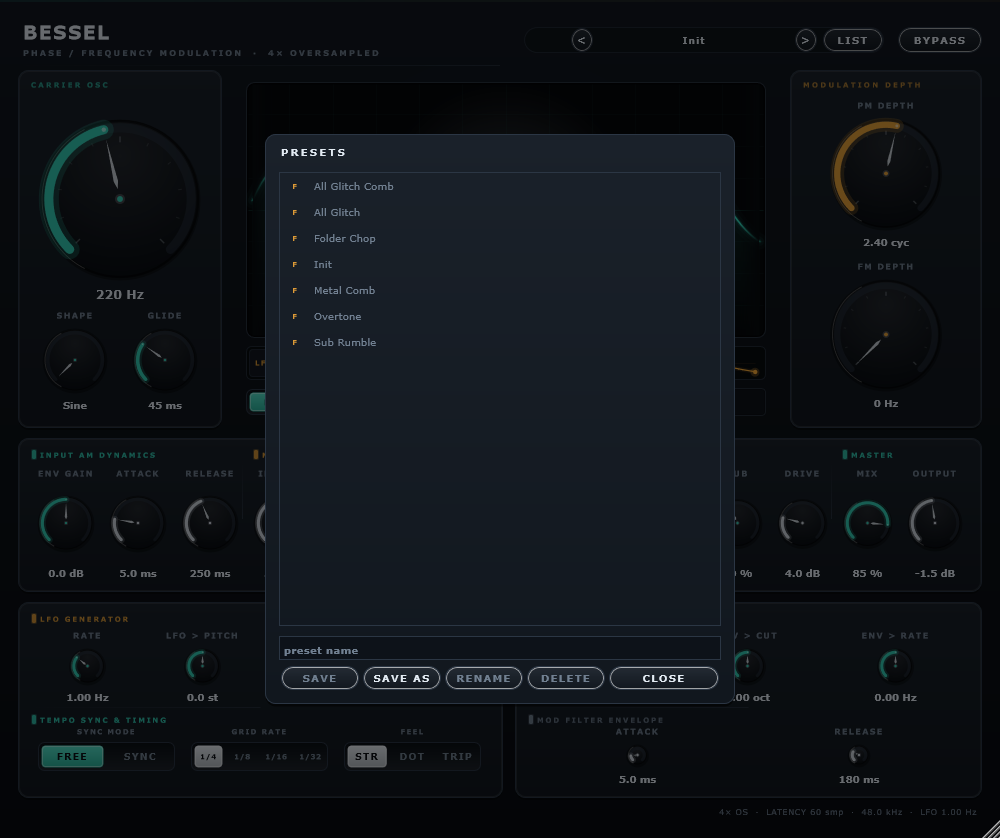 BESSEL
PHASE / FREQUENCY MODULATION · 4x OVERSAMPLED
< Init > LIST BYPASS
CARRIER OSC
220 Hz
SHAPE GLIDE
Sine 45 ms
MODULATION DEPTH
PM DEPTH
2.40 cyc
FM DEPTH
0 Hz
PRESETS
F All Glitch Comb
F All Glitch
F Folder Chop
F Init
F Metal Comb
F Overtone
F Sub Rumble
preset name
SAVE SAVE AS RENAME DELETE CLOSE
INPUT AM DYNAMICS
ENV GAIN ATTACK RELEASE
0.0 dB 5.0 ms 250 ms
MASTER
UB DRIVE MIX OUTPUT
% 4.0 dB 85 % -1.5 dB
LFO GENERATOR
RATE LFO > PITCH
1.00 Hz 0.0 st
> CUT ENV > RATE
.00 oct 0.00 Hz
TEMPO SYNC & TIMING
SYNC MODE GRID RATE FEEL
FREE SYNC 1/4 1/8 1/16 1/32 STR DOT TRIP
MOD FILTER ENVELOPE
ATTACK RELEASE
5.0 ms 180 ms
4x OS · LATENCY 60 smp · 48.0 kHz · LFO 1.00 Hz